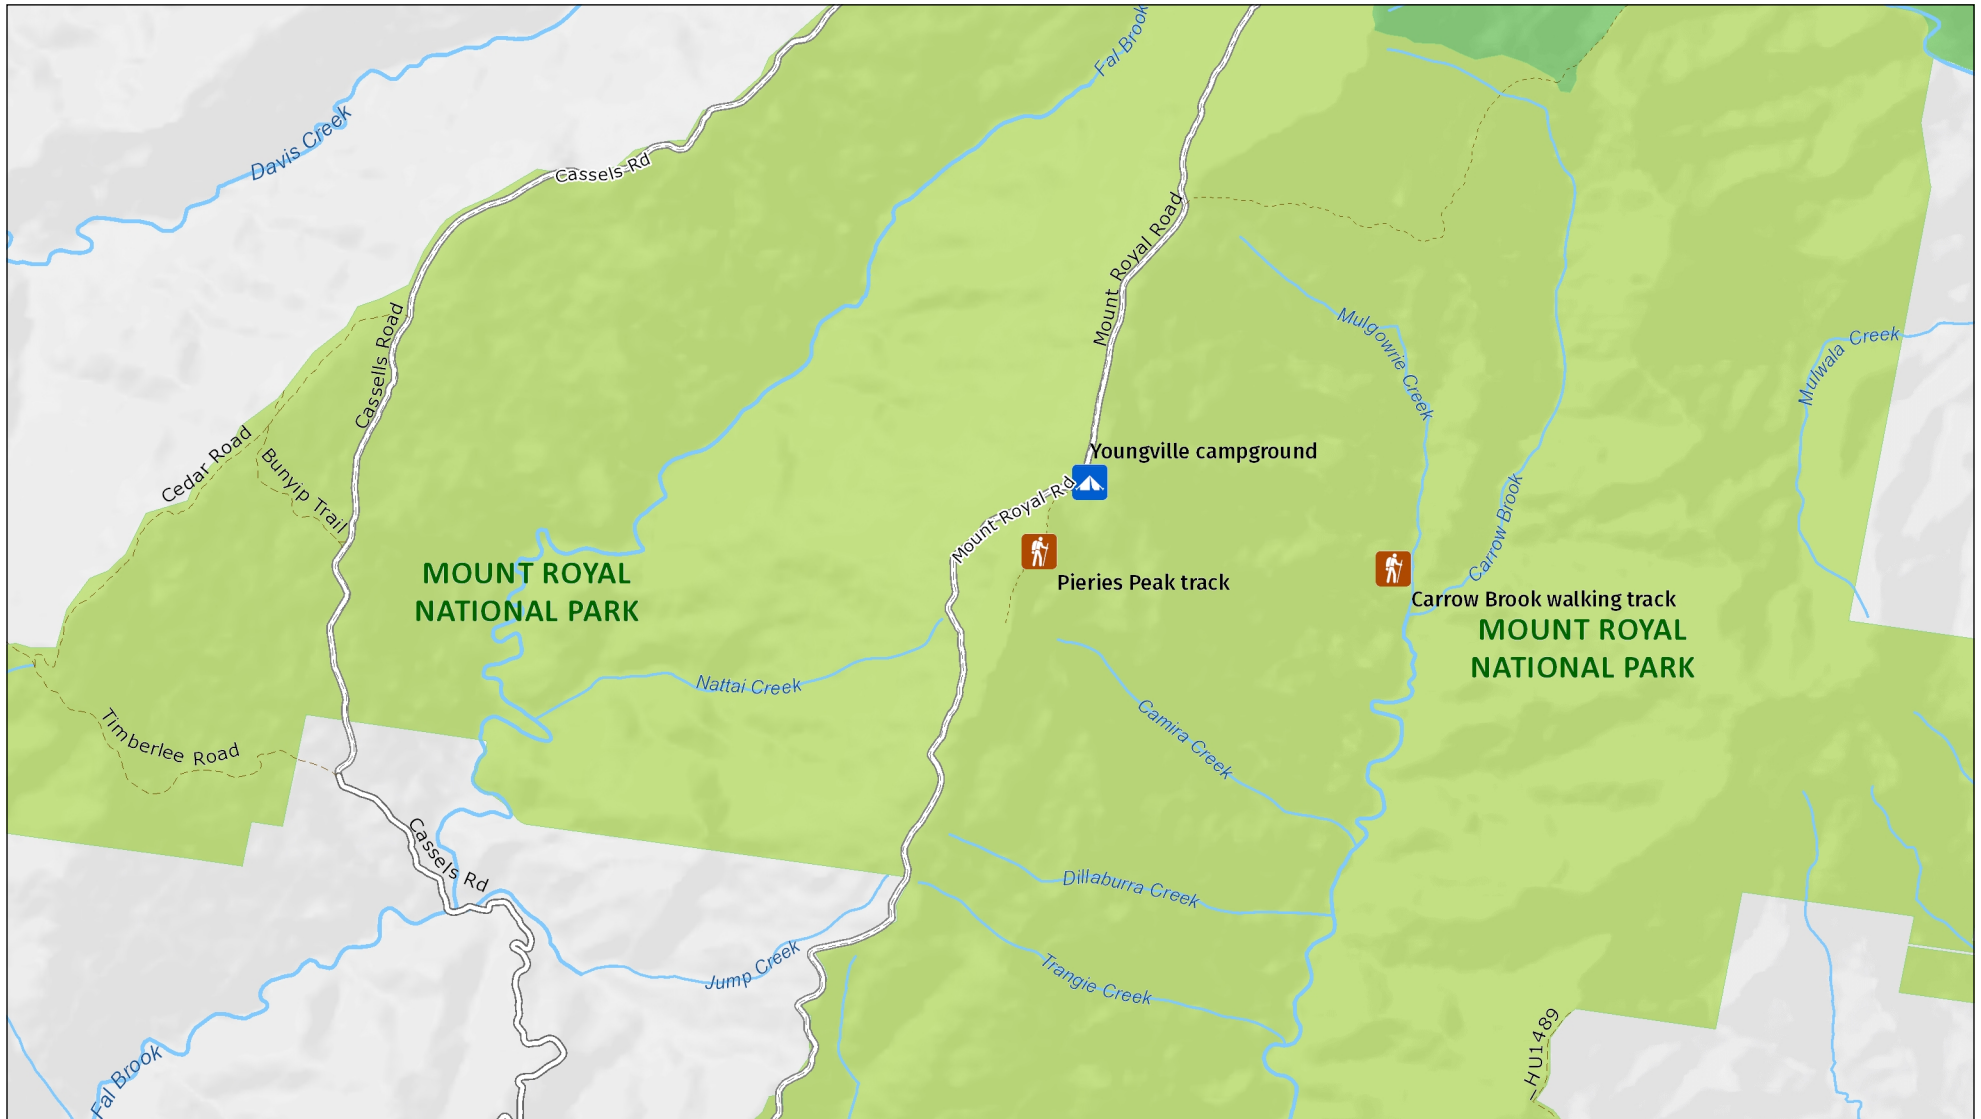 Fal Brook
Davis Creek
Cassels Rd
Mount Royal Road
Cassells Road
Mulgowrie Creek
Mulwala Creek
Cedar Road
Bunyip Trail
Youngville campground
Mount Royal Rd
Carrow Brook
Pieries Peak track
Carrow Brook walking track
MOUNT ROYAL
NATIONAL PARK
MOUNT ROYAL
NATIONAL PARK
Nattai Creek
Camira Creek
Timberlee Road
Cassels Rd
Dillaburra Creek
Jump Creek
Trangie Creek
HU1489
Fal Brook